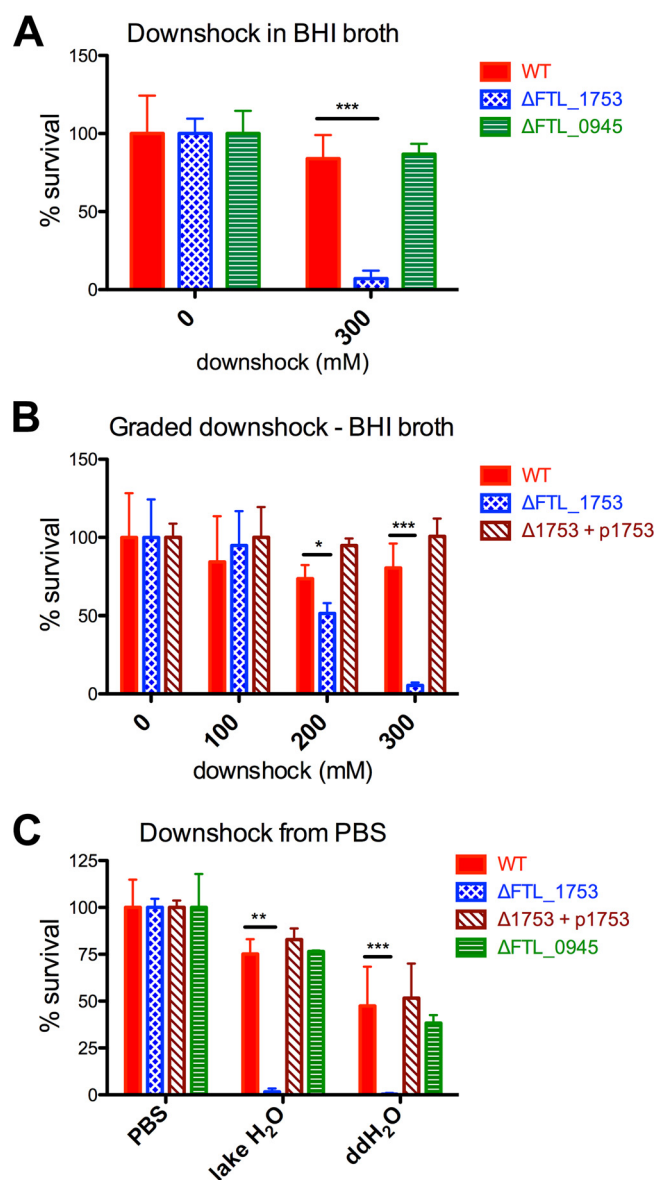 A
Downshock in BHI broth
% survival
150
100
50
0
***
0
300
downshock (mM)
WT
ΔFTL_1753
ΔFTL_0945
B
Graded downshock - BHI broth
% survival
150
100
50
0
*
***
0
100
200
300
downshock (mM)
WT
ΔFTL_1753
Δ1753 + p1753
C
Downshock from PBS
% survival
125
100
75
50
25
0
**
***
PBS
lake H₂O
ddH₂O
WT
ΔFTL_1753
Δ1753 + p1753
ΔFTL_0945